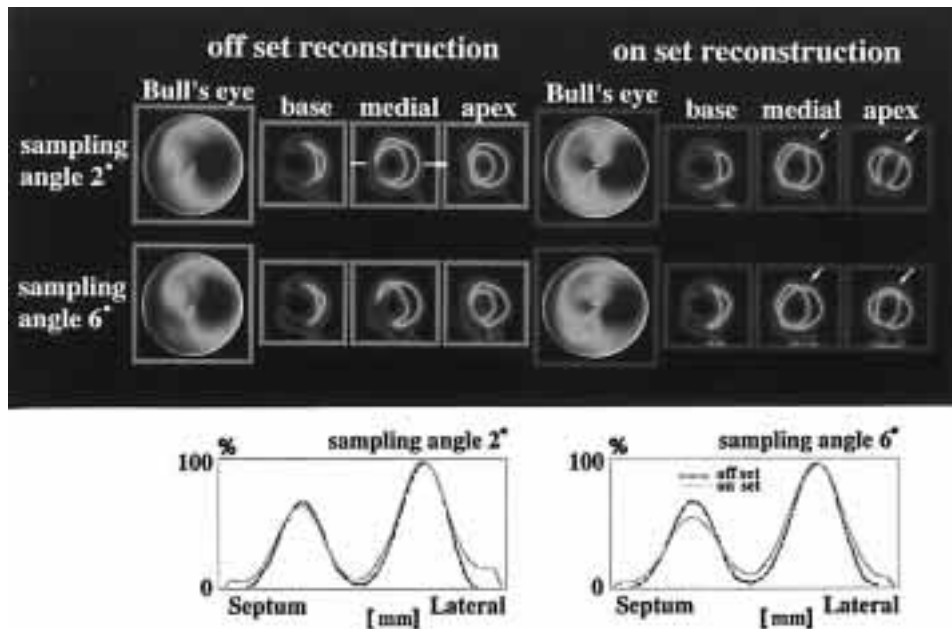 off set reconstruction
on set reconstruction
Bull's eye
base
medial
apex
Bull's eye
base
medial
apex
sampling
angle 2°
sampling
angle 6°
%
sampling angle 2°
100
0
Septum
[mm]
Lateral
%
sampling angle 6°
100
off set
on set
0
Septum
[mm]
Lateral